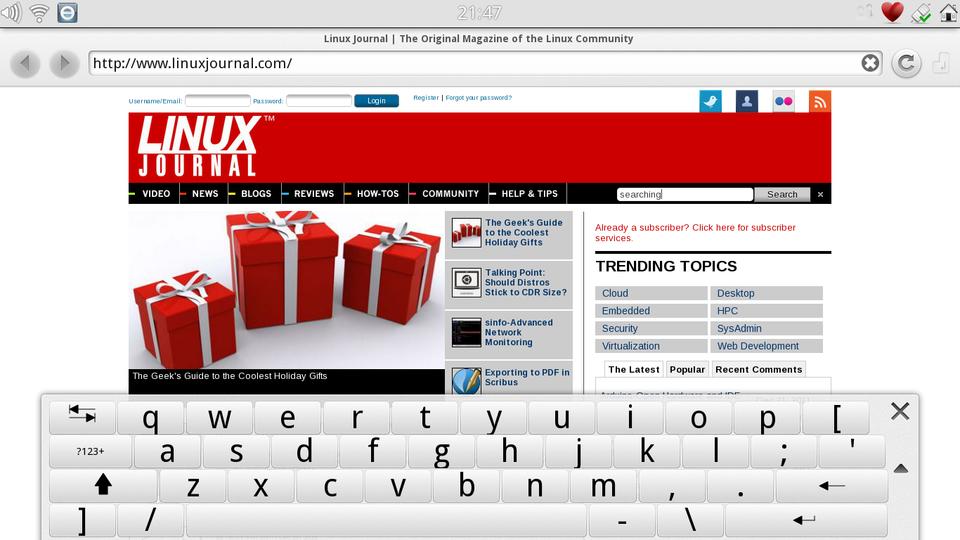 21:47
Linux Journal | The Original Magazine of the Linux Community
http://www.linuxjournal.com/
Username/Email: Password: Login Register | Forgot your password?
LINUX™
JOURNAL
VIDEO NEWS BLOGS REVIEWS HOW-TOS COMMUNITY HELP & TIPS searching Search ×
The Geek's Guide
to the Coolest
Holiday Gifts
Talking Point:
Should Distros
Stick to CDR Size?
sinfo-Advanced
Network
Monitoring
Exporting to PDF in
Scribus
The Geek's Guide to the Coolest Holiday Gifts
Already a subscriber? Click here for subscriber
services.
TRENDING TOPICS
Cloud Desktop
Embedded HPC
Security SysAdmin
Virtualization Web Development
The Latest Popular Recent Comments
q w e r t y u i o p [
?123+ a s d f g h j k l ; '
z x c v b n m , .
] / - \